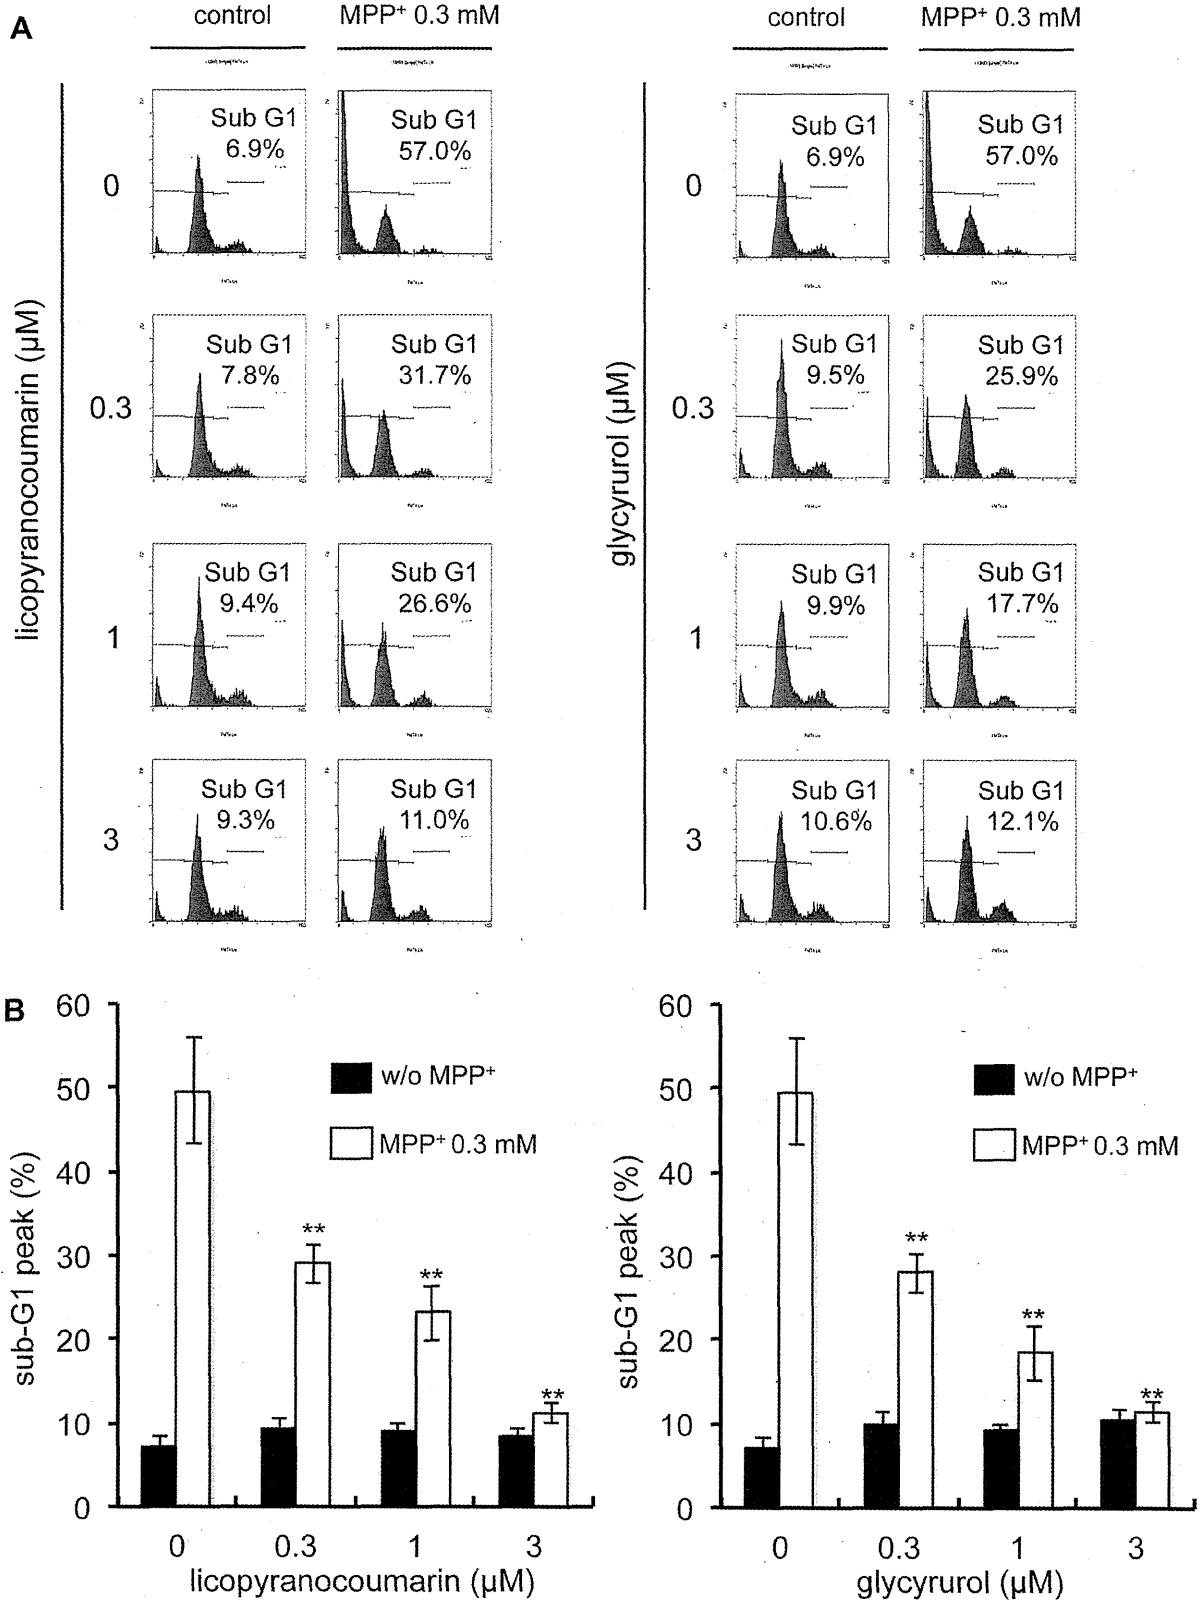 A
control
MPP+ 0.3 mM
control
MPP+ 0.3 mM
licopyranocoumarin (µM)
0
Sub G1
6.9%
Sub G1
57.0%
0.3
Sub G1
7.8%
Sub G1
31.7%
1
Sub G1
9.4%
Sub G1
26.6%
3
Sub G1
9.3%
Sub G1
11.0%
glycyrurol (µM)
0
Sub G1
6.9%
Sub G1
57.0%
0.3
Sub G1
9.5%
Sub G1
25.9%
1
Sub G1
9.9%
Sub G1
17.7%
3
Sub G1
10.6%
Sub G1
12.1%
B
sub-G1 peak (%)
60
50
40
30
20
10
0
w/o MPP+
MPP+ 0.3 mM
**
**
**
0 0.3 1 3
licopyranocoumarin (µM)
sub-G1 peak (%)
60
50
40
30
20
10
0
w/o MPP+
MPP+ 0.3 mM
**
**
**
0 0.3 1 3
glycyrurol (µM)